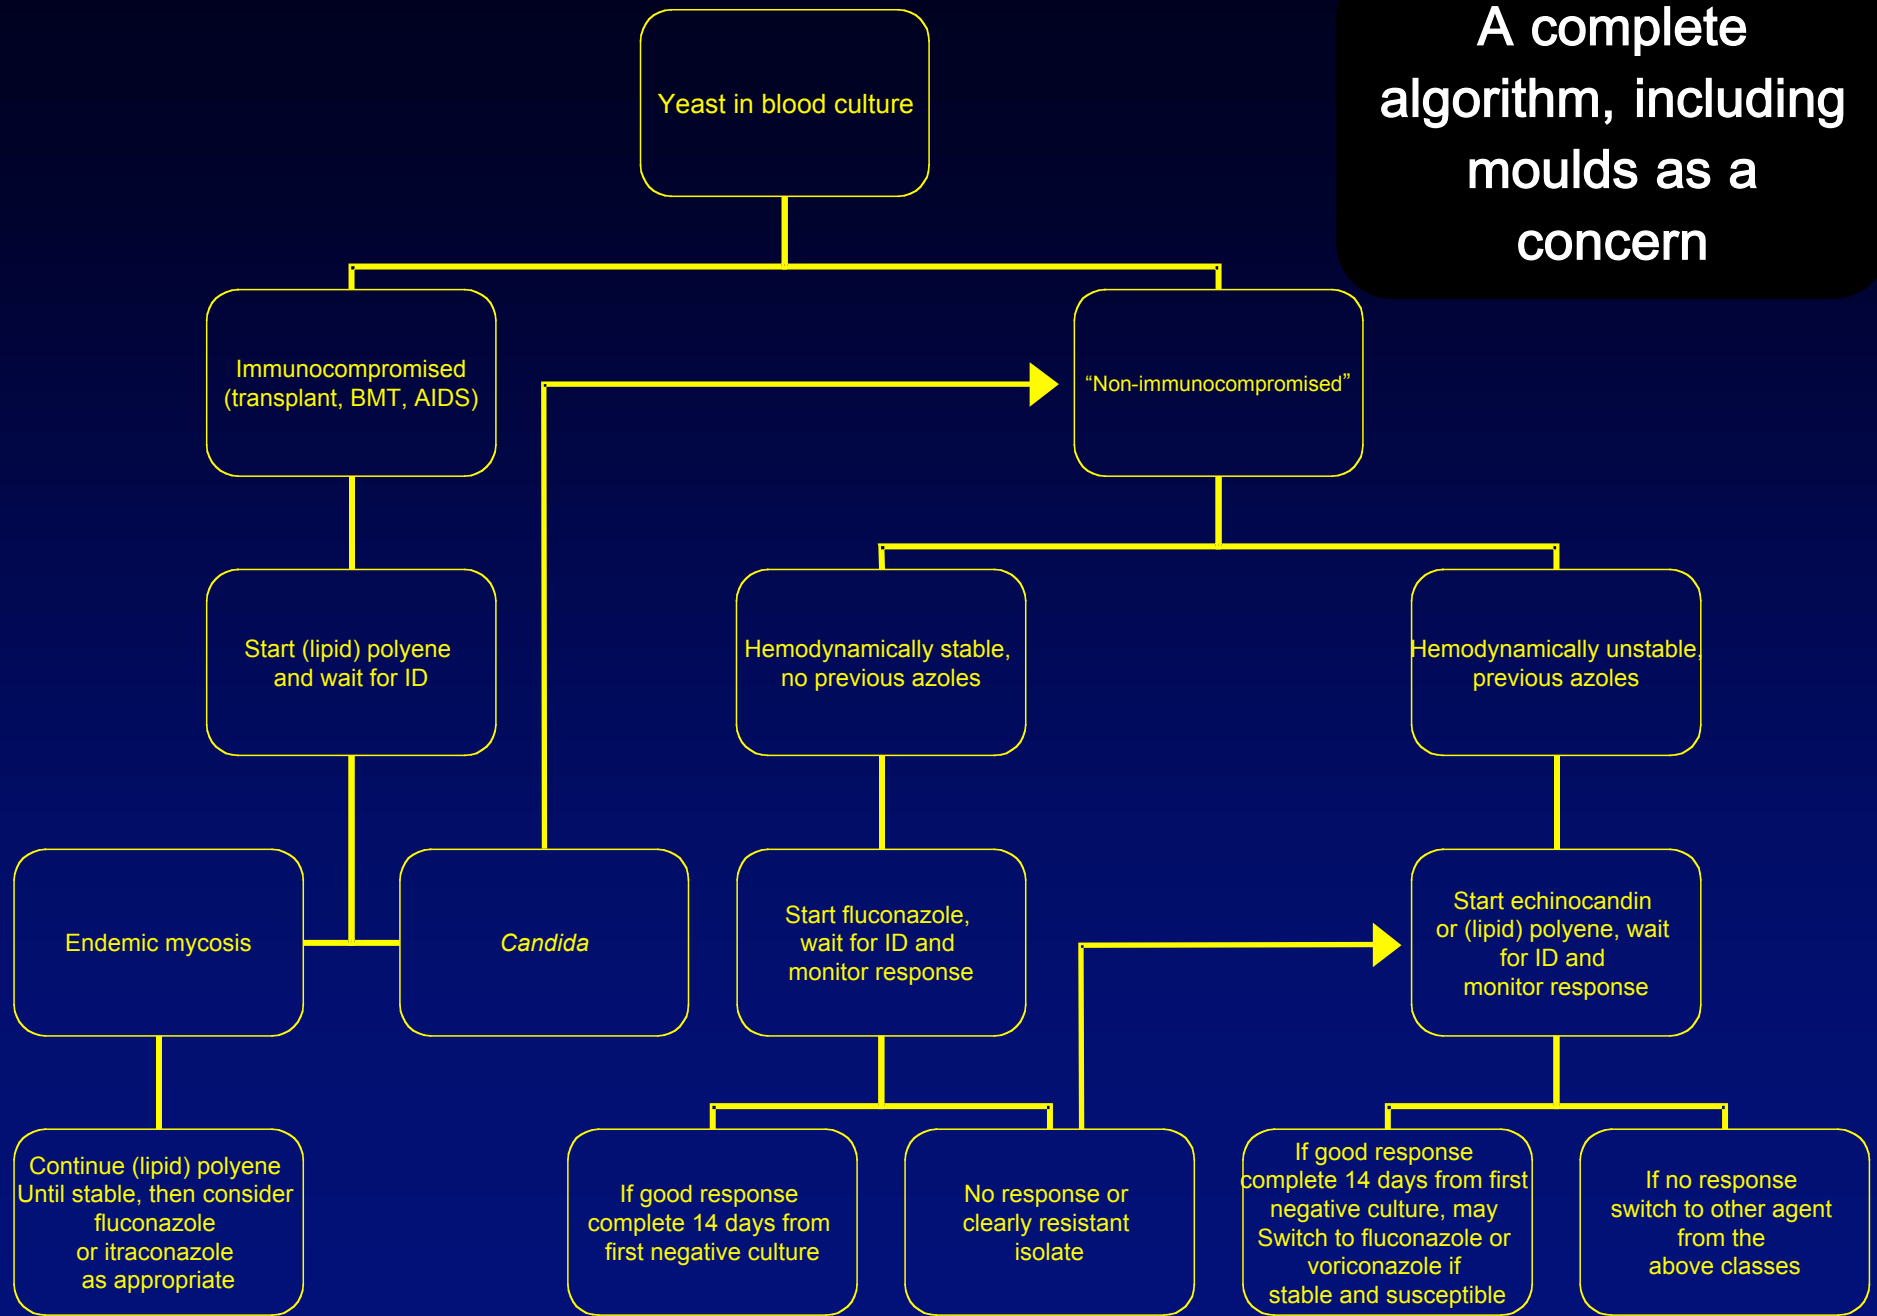 A complete
algorithm, including
moulds as a
concern
Yeast in blood culture
Immunocompromised
(transplant, BMT, AIDS)
“Non-immunocompromised”
Start (lipid) polyene
and wait for ID
Hemodynamically stable,
no previous azoles
Hemodynamically unstable,
previous azoles
Endemic mycosis
Candida
Start fluconazole,
wait for ID and
monitor response
Start echinocandin
or (lipid) polyene, wait
for ID and
monitor response
Continue (lipid) polyene
Until stable, then consider
fluconazole
or itraconazole
as appropriate
If good response
complete 14 days from
first negative culture
No response or
clearly resistant
isolate
If good response
complete 14 days from first
negative culture, may
Switch to fluconazole or
voriconazole if
stable and susceptible
If no response
switch to other agent
from the
above classes